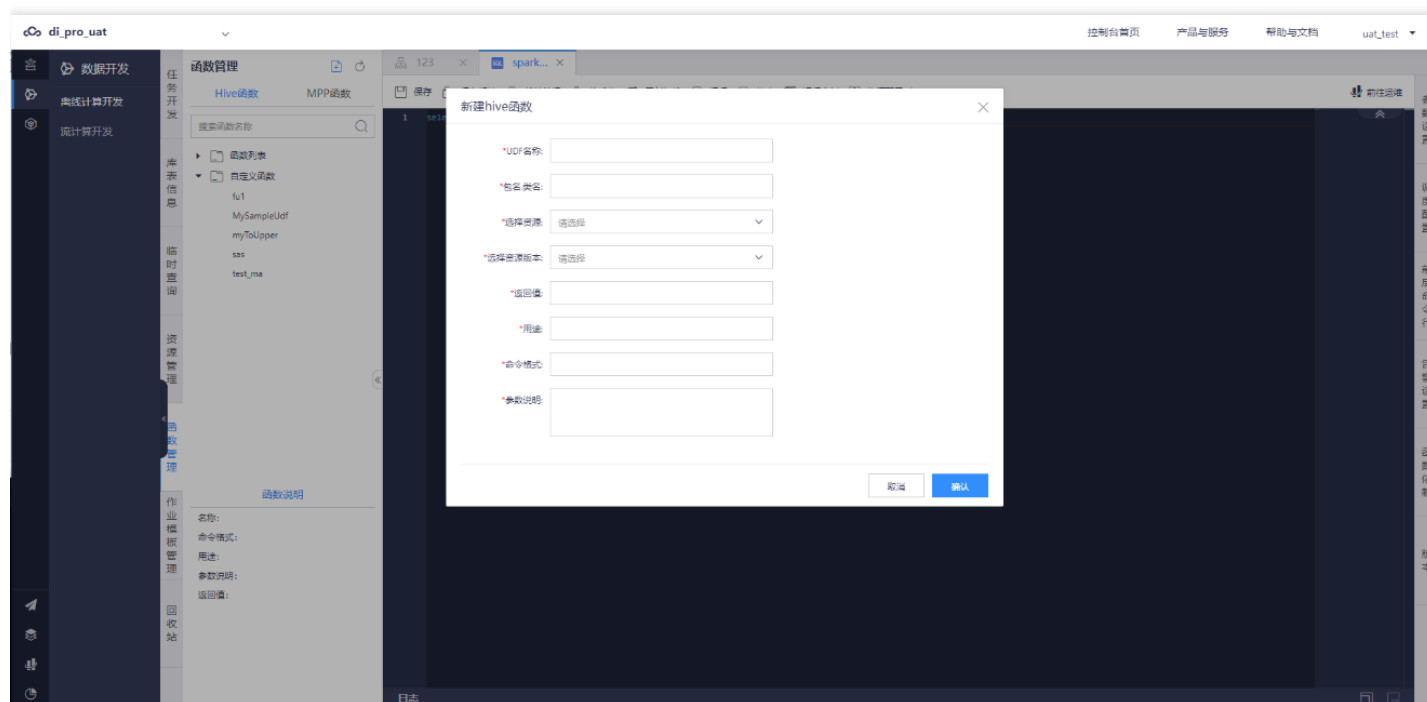 di_pro_uat
控制台首页
产品与服务
帮助与文档
uat_test
数据开发
离线计算开发
流计算开发
任务开发
库表信息
临时查询
资源管理
函数管理
作业模板管理
回收站
函数管理
Hive函数
MPP函数
搜索函数名称
函数列表
自定义函数
fu1
MySampleUdf
myToUpper
sas
test_ma
函数说明
名称:
命令格式:
用途:
参数说明:
返回值:
123
spark...
保存
前往运维
1
新建hive函数
*UDF名称:
*包名.类名:
*选择资源: 请选择
*选择资源版本: 请选择
*返回值:
*用途:
*命令格式:
*参数说明:
取消
确认
日志